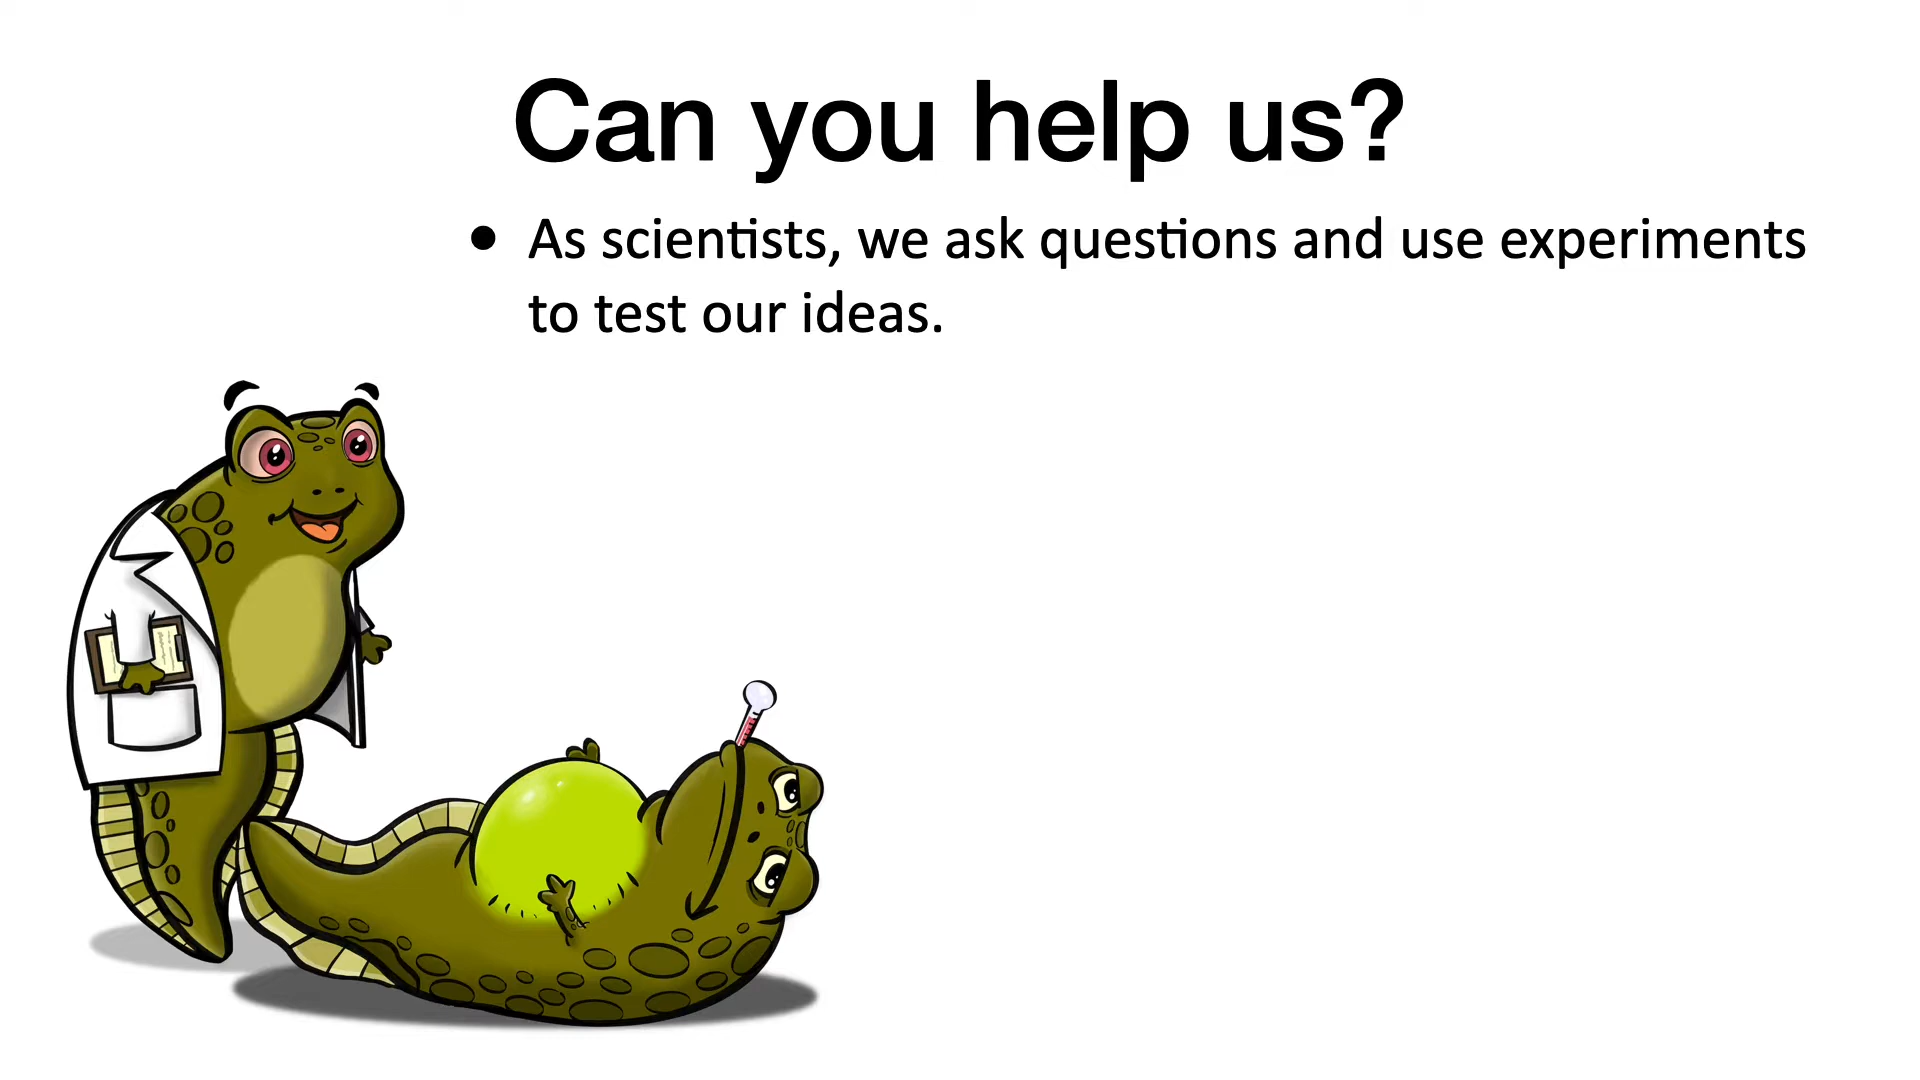 Can you help us?
• As scientists, we ask questions and use experiments
to test our ideas.